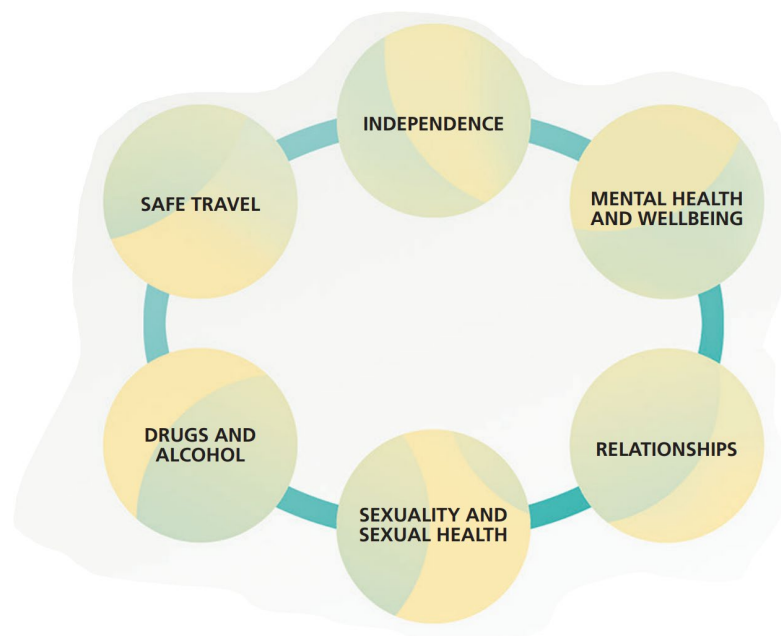 INDEPENDENCE
MENTAL HEALTH
AND WELLBEING
RELATIONSHIPS
SEXUALITY AND
SEXUAL HEALTH
DRUGS AND
ALCOHOL
SAFE TRAVEL